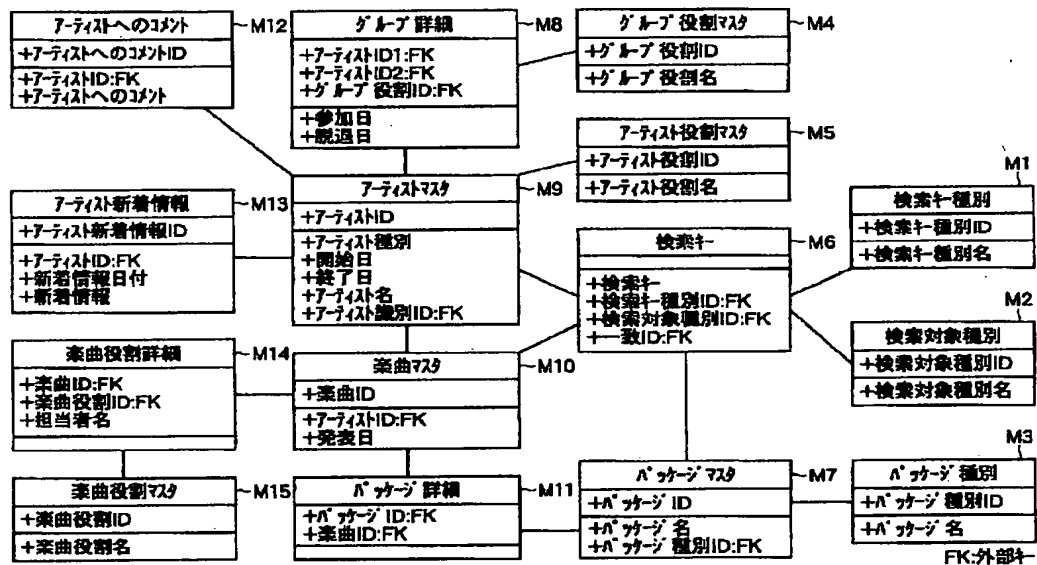 アーティストへのコメント
M12
+アーティストへのコメントID
+アーティストID:FK
+アーティストへのコメント
グループ詳細
M8
+アーティストID1:FK
+アーティストID2:FK
+グループ役割ID:FK
+参加日
+脱退日
グループ役割マスタ
M4
+グループ役割ID
+グループ役割名
アーティスト役割マスタ
M5
+アーティスト役割ID
+アーティスト役割名
アーティスト新着情報
M13
+アーティスト新着情報ID
+アーティストID:FK
+新着情報日付
+新着情報
アーティストマスタ
M9
+アーティストID
+アーティスト種別
+開始日
+終了日
+アーティスト名
+アーティスト識別ID:FK
検索キー
M6
+検索キー
+検索キー種別ID:FK
+検索対象種別ID:FK
+一致ID:FK
M1
検索キー種別
+検索キー種別ID
+検索キー種別名
M2
検索対象種別
+検索対象種別ID
+検索対象種別名
楽曲役割詳細
M14
+楽曲ID:FK
+楽曲役割ID:FK
+担当者名
楽曲マスタ
M10
+楽曲ID
+アーティストID:FK
+発表日
楽曲役割マスタ
M15
+楽曲役割ID
+楽曲役割名
パッケージ詳細
M11
+パッケージID:FK
+楽曲ID:FK
パッケージマスタ
M7
+パッケージID
+パッケージ名
+パッケージ種別ID:FK
M3
パッケージ種別
+パッケージ種別ID
+パッケージ名
FK:外部キー